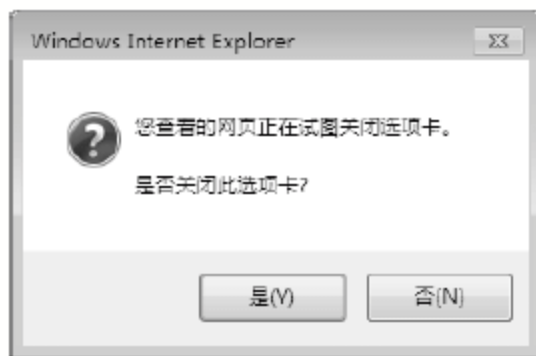 Windows Internet Explorer
您查看的网页正在试图关闭选项卡。
是否关闭此选项卡?
是(Y)
否(N)